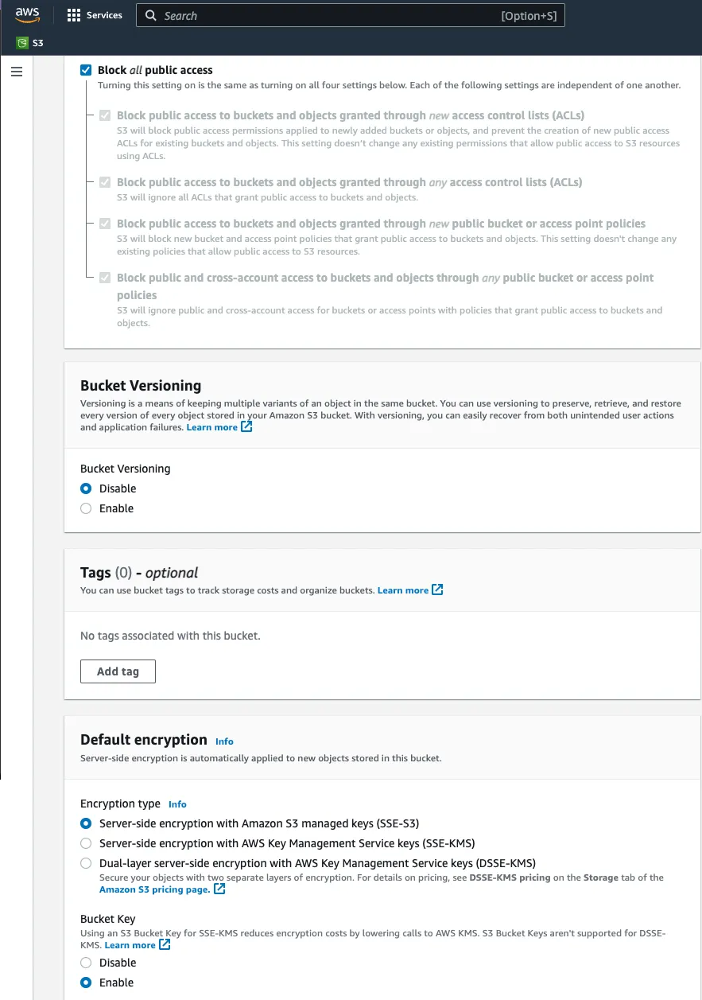 aws
Services
Search
[Option+S]
S3
Block all public access
Turning this setting on is the same as turning on all four settings below. Each of the following settings are independent of one another.
Block public access to buckets and objects granted through new access control lists (ACLs)
S3 will block public access permissions applied to newly added buckets or objects, and prevent the creation of new public access
ACLs for existing buckets and objects. This setting doesn't change any existing permissions that allow public access to S3 resources
using ACLs.
Block public access to buckets and objects granted through any access control lists (ACLs)
S3 will ignore all ACLs that grant public access to buckets and objects.
Block public access to buckets and objects granted through new public bucket or access point policies
S3 will block new bucket and access point policies that grant public access to buckets and objects. This setting doesn't change any
existing policies that allow public access to S3 resources.
Block public and cross-account access to buckets and objects through any public bucket or access point
policies
S3 will ignore public and cross-account access for buckets or access points with policies that grant public access to buckets and
objects.
Bucket Versioning
Versioning is a means of keeping multiple variants of an object in the same bucket. You can use versioning to preserve, retrieve, and restore
every version of every object stored in your Amazon S3 bucket. With versioning, you can easily recover from both unintended user actions
and application failures. Learn more
Bucket Versioning
Disable
Enable
Tags (0) - optional
You can use bucket tags to track storage costs and organize buckets. Learn more
No tags associated with this bucket.
Add tag
Default encryption Info
Server-side encryption is automatically applied to new objects stored in this bucket.
Encryption type Info
Server-side encryption with Amazon S3 managed keys (SSE-S3)
Server-side encryption with AWS Key Management Service keys (SSE-KMS)
Dual-layer server-side encryption with AWS Key Management Service keys (DSSE-KMS)
Secure your objects with two separate layers of encryption. For details on pricing, see DSSE-KMS pricing on the Storage tab of the
Amazon S3 pricing page.
Bucket Key
Using an S3 Bucket Key for SSE-KMS reduces encryption costs by lowering calls to AWS KMS. S3 Bucket Keys aren't supported for DSSE-
KMS. Learn more
Disable
Enable